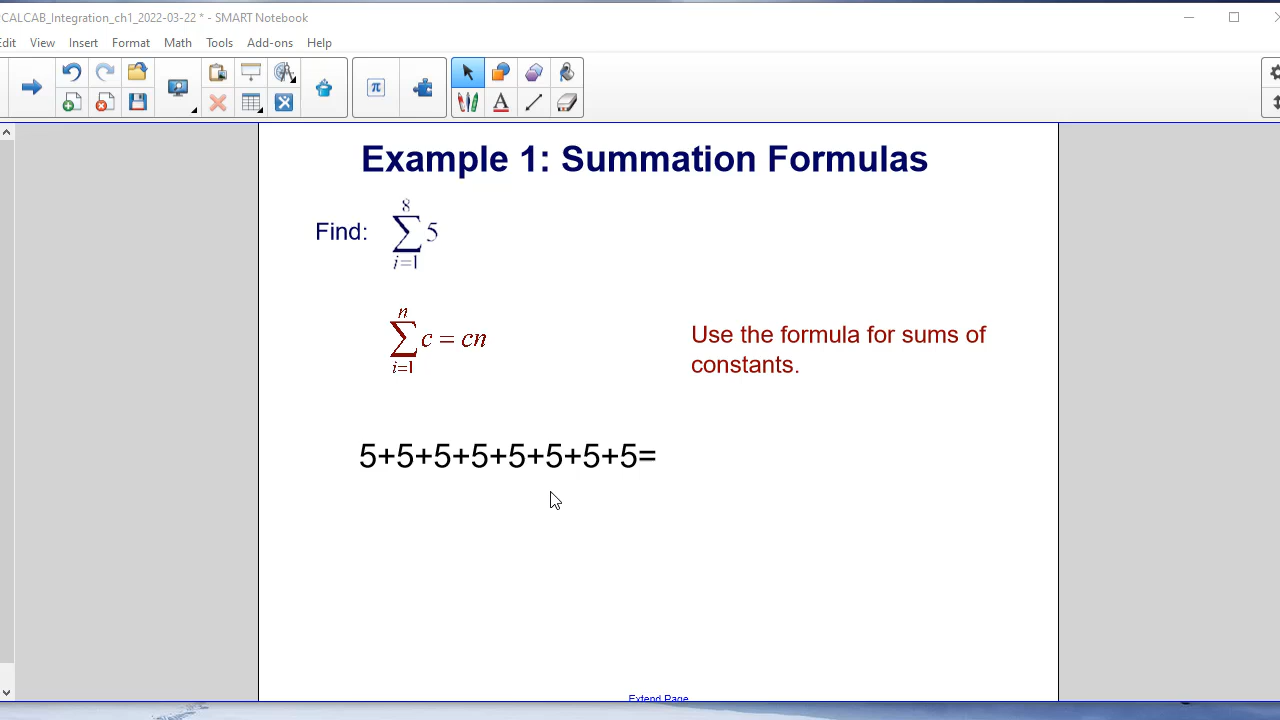 CALCAB_Integration_ch1_2022-03-22 * - SMART Notebook
Edit View Insert Format Math Tools Add-ons Help
Example 1: Summation Formulas
Find: 8
∑ 5
i=1
n
∑ c = cn
i=1
Use the formula for sums of
constants.
5+5+5+5+5+5+5+5=
Extend Page